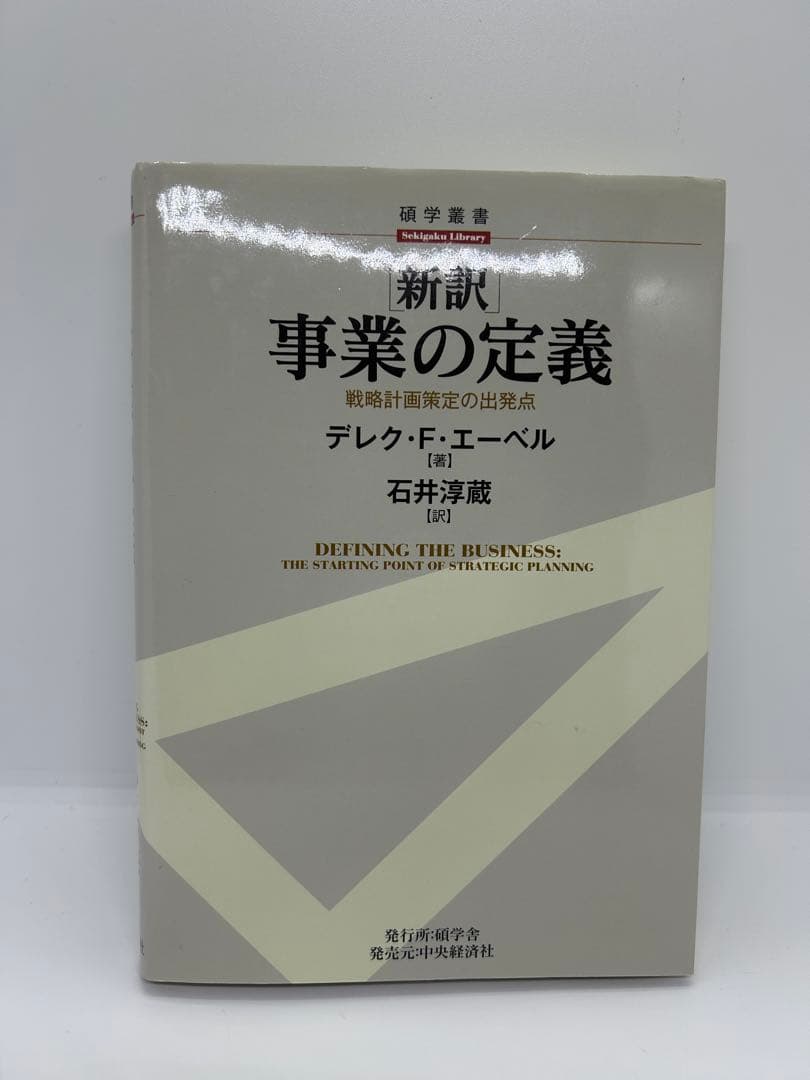 碩学叢書
Sekigaku Library
[新訳]
事業の定義
戦略計画策定の出発点
デレク・F・エーベル
【著】
石井淳蔵
【訳】
DEFINING THE BUSINESS:
THE STARTING POINT OF STRATEGIC PLANNING
発行所:碩学舎
発売元:中央経済社